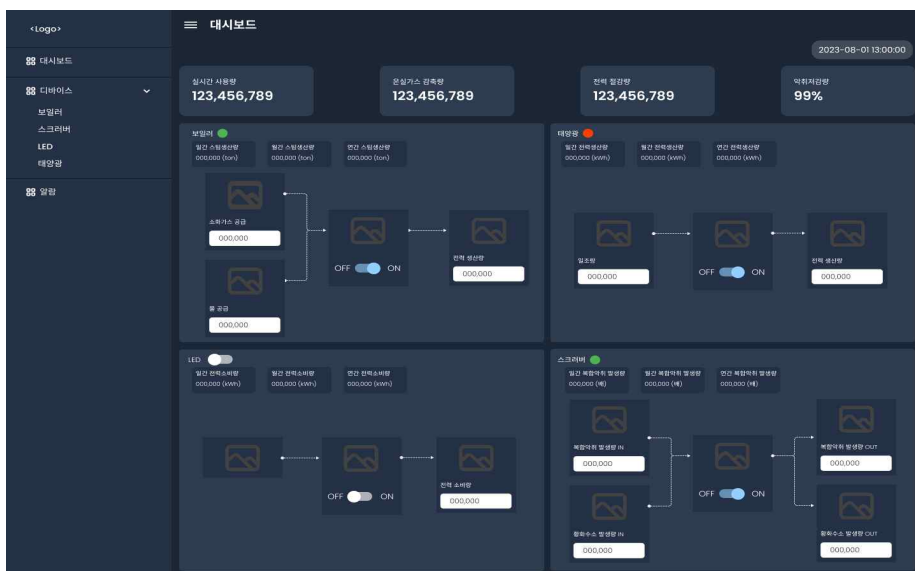 <Logo>
대시보드
디바이스
보일러
스크러버
LED
태양광
알람
대시보드
2023-08-01 13:00:00
실시간 사용량
123,456,789
온실가스 감축량
123,456,789
전력 절감량
123,456,789
악취저감량
99%
보일러
일간 스팀생산량
000,000 (ton)
월간 스팀생산량
000,000 (ton)
연간 스팀생산량
000,000 (ton)
소화가스 공급
000,000
물 공급
000,000
OFF ON
전력 생산량
000,000
태양광
일간 전력생산량
000,000 (kWh)
월간 전력생산량
000,000 (kWh)
연간 전력생산량
000,000 (kWh)
일조량
000,000
OFF ON
전력 생산량
000,000
LED
일간 전력소비량
000,000 (kWh)
월간 전력소비량
000,000 (kWh)
연간 전력소비량
000,000 (kWh)
OFF ON
전력 소비량
000,000
스크러버
일간 복합악취 발생량
000,000 (배)
월간 복합악취 발생량
000,000 (배)
연간 복합악취 발생량
000,000 (배)
복합악취 발생량 IN
000,000
황화수소 발생량 IN
000,000
OFF ON
복합악취 발생량 OUT
000,000
황화수소 발생량 OUT
000,000